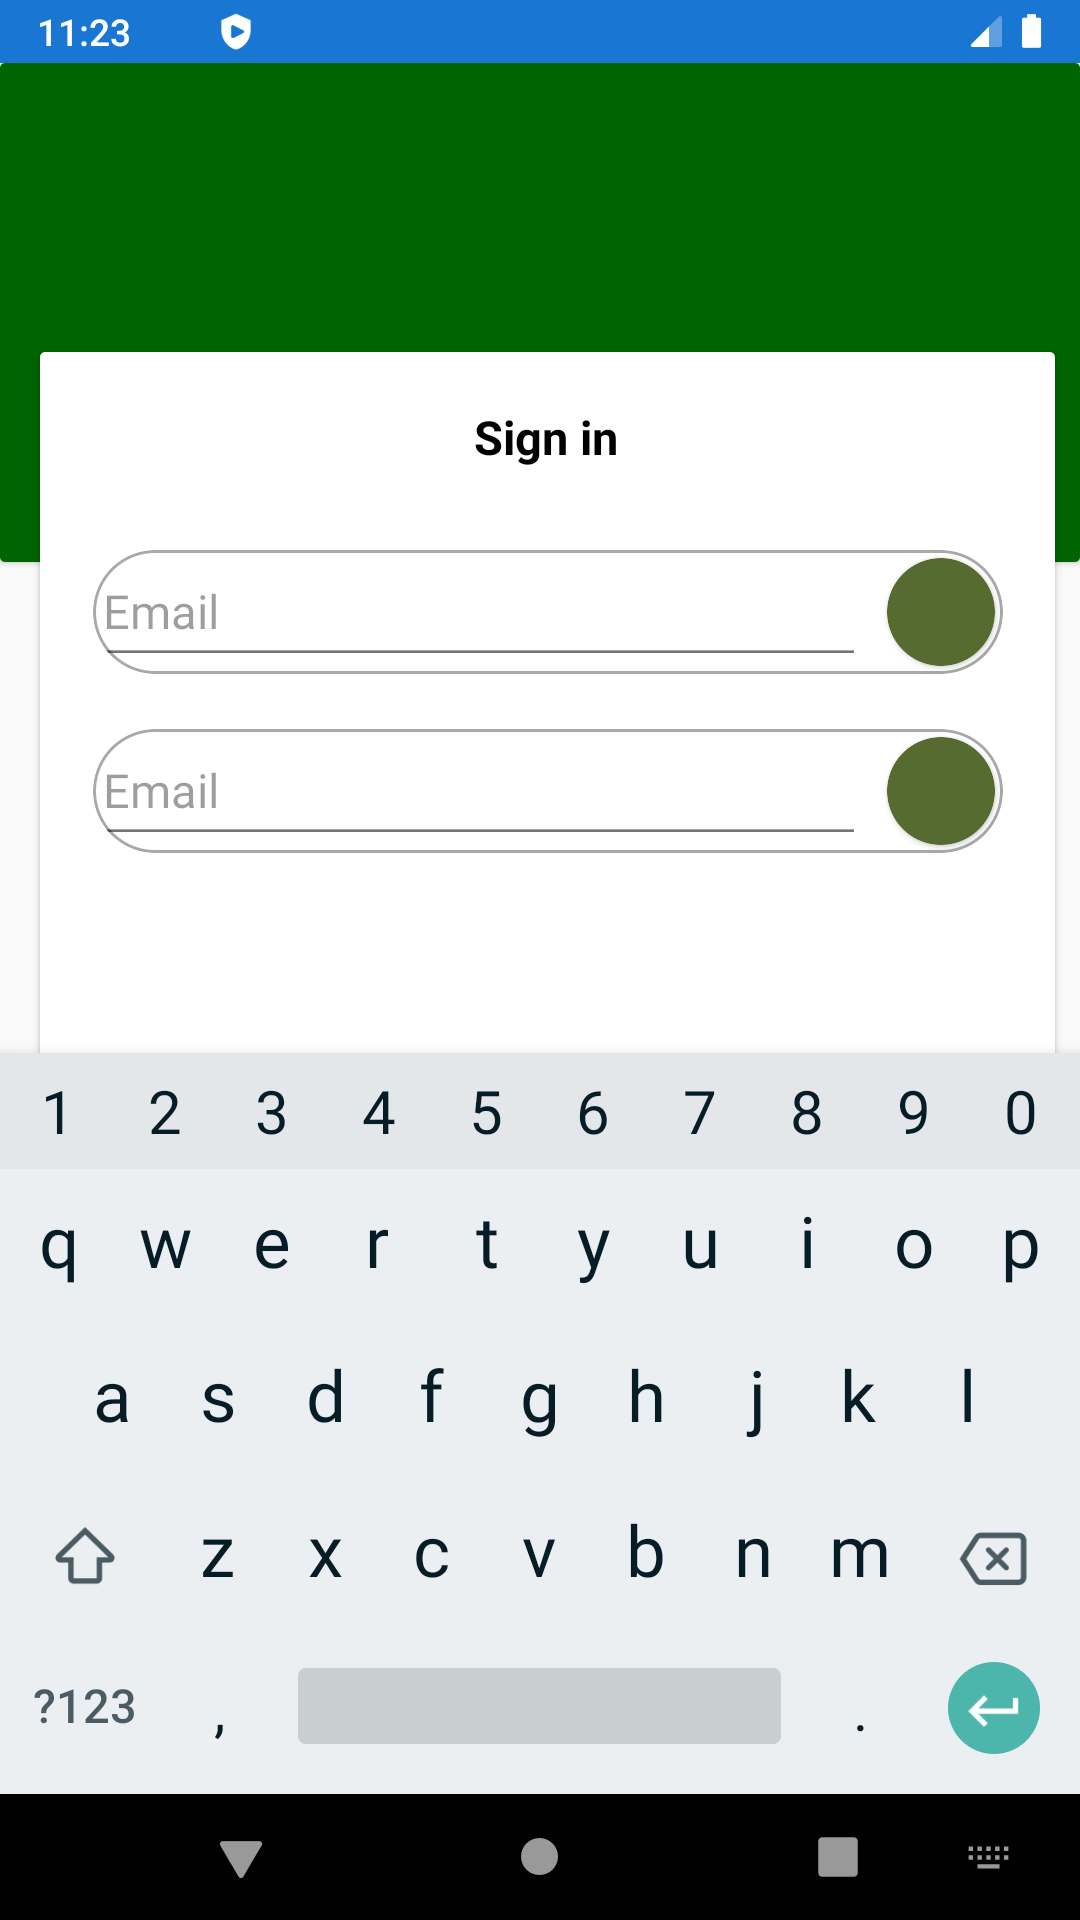 11:23
Sign in
Email
Email
1 2 3 4 5 6 7 8 9 0
q w e r t y u i o p
a s d f g h j k l
z x c v b n m
?123 , .